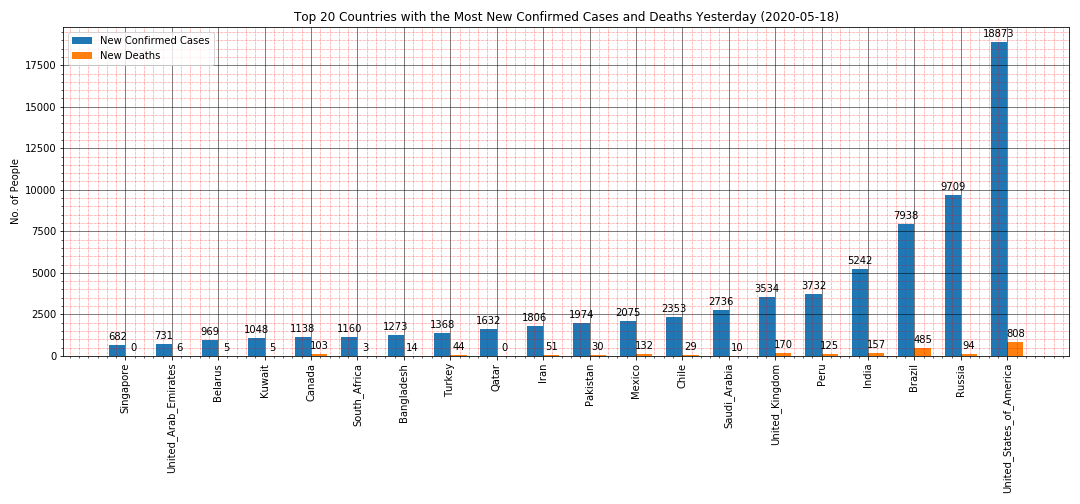 Top 20 Countries with the Most New Confirmed Cases and Deaths Yesterday (2020-05-18)
New Confirmed Cases
New Deaths
No. of People
17500
15000
12500
10000
7500
5000
2500
0
682 0
731 6
969 5
1048 5
1138 103
1160 3
1273 14
1368 44
1632 0
1806 51
1974 30
2075 132
2353 29
2736 10
3534 170
3732 125
5242 157
7938 485
9709 94
18873 808
Singapore
United_Arab_Emirates
Belarus
Kuwait
Canada
South_Africa
Bangladesh
Turkey
Qatar
Iran
Pakistan
Mexico
Chile
Saudi_Arabia
United_Kingdom
Peru
India
Brazil
Russia
United_States_of_America